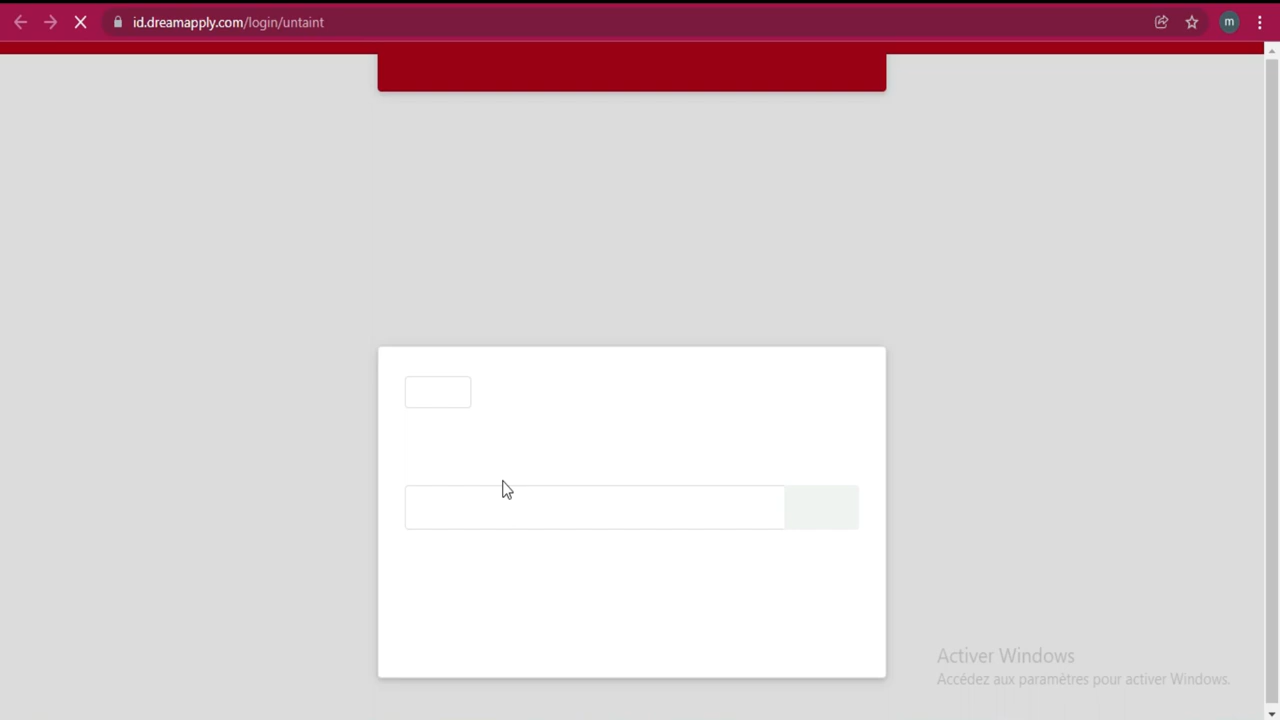 id.dreamapply.com/login/untaint
m
Activer Windows
Accédez aux paramètres pour activer Windows.